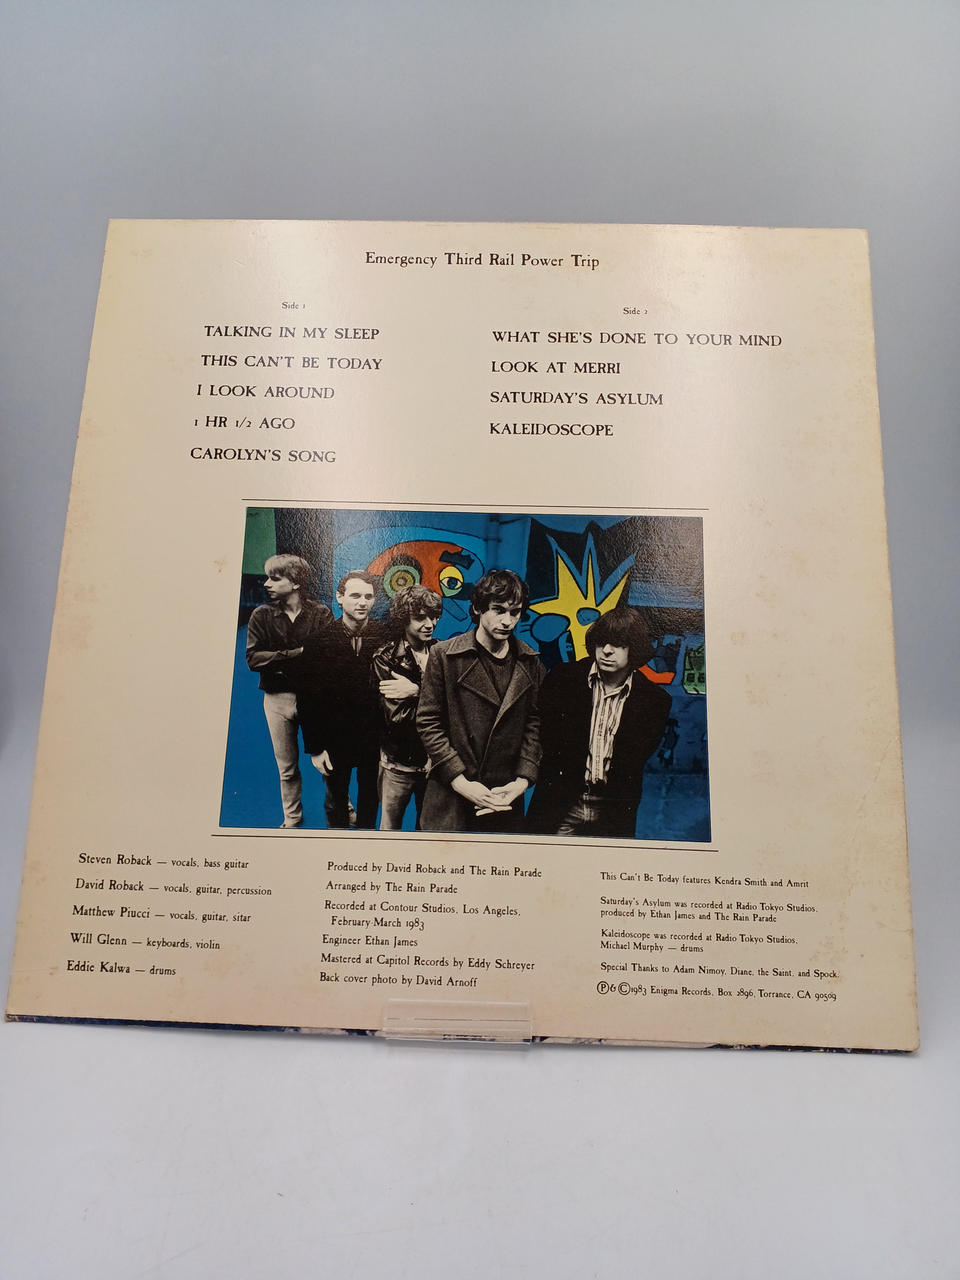 Emergency Third Rail Power Trip
Side 1
TALKING IN MY SLEEP
THIS CAN'T BE TODAY
I LOOK AROUND
1 HR 1/2 AGO
CAROLYN'S SONG
Side 2
WHAT SHE'S DONE TO YOUR MIND
LOOK AT MERRI
SATURDAY'S ASYLUM
KALEIDOSCOPE
Steven Roback — vocals, bass guitar
David Roback — vocals, guitar, percussion
Matthew Piucci — vocals, guitar, sitar
Will Glenn — keyboards, violin
Eddie Kalwa — drums
Produced by David Roback and The Rain Parade
Arranged by The Rain Parade
Recorded at Contour Studios, Los Angeles,
February-March 1983
Engineer Ethan James
Mastered at Capitol Records by Eddy Schreyer
Back cover photo by David Arnoff
This Can't Be Today features Kendra Smith and Amrit
Saturday's Asylum was recorded at Radio Tokyo Studios,
produced by Ethan James and The Rain Parade
Kaleidoscope was recorded at Radio Tokyo Studios,
Michael Murphy — drums
Special Thanks to Adam Nimoy, Diane, the Saint, and Spock.
℗&©1983 Enigma Records, Box 2896, Torrance, CA 90509